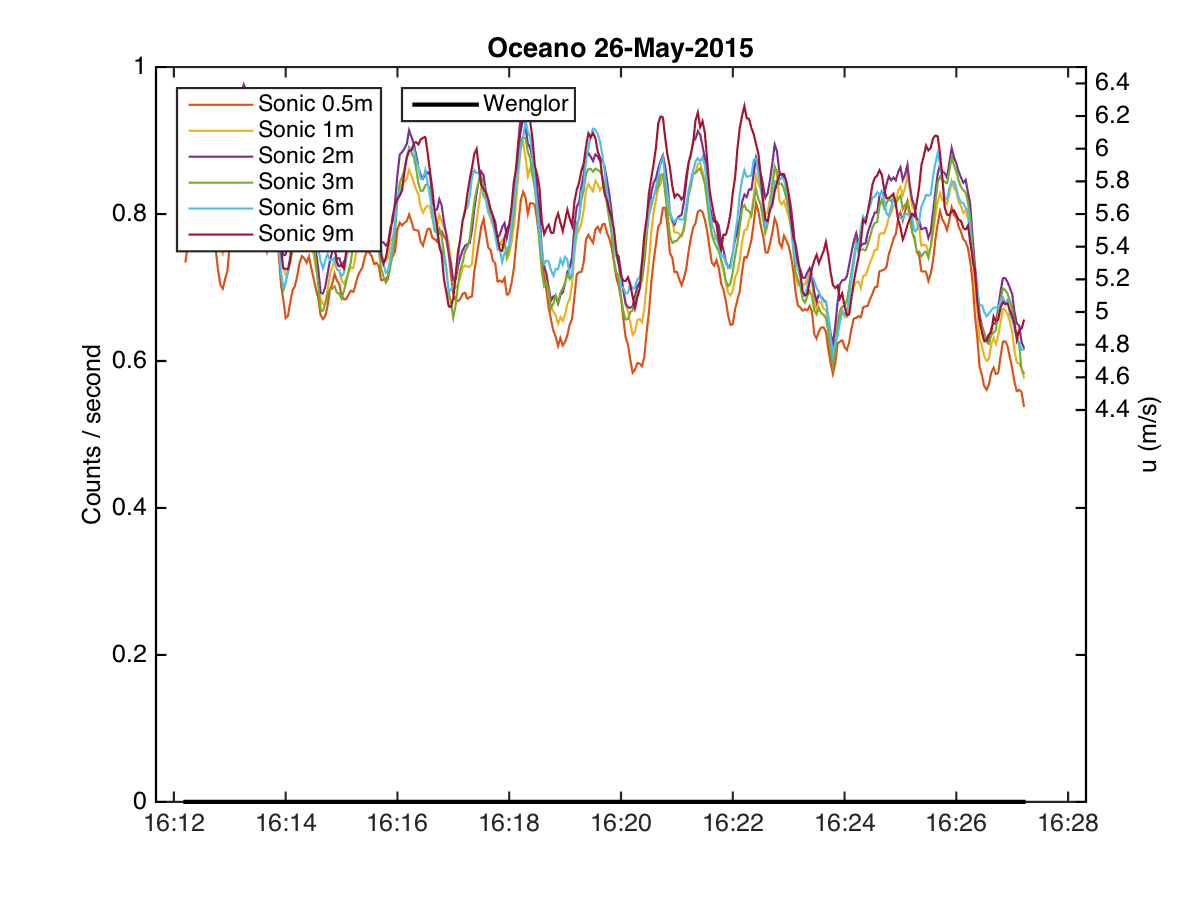 Oceano 26-May-2015
Sonic 0.5m
Sonic 1m
Sonic 2m
Sonic 3m
Sonic 6m
Sonic 9m
Wenglor
Counts / second
1
0.8
0.6
0.4
0.2
0
6.4
6.2
6
5.8
5.6
5.4
5.2
5
4.8
4.6
4.4
u (m/s)
16:12 16:14 16:16 16:18 16:20 16:22 16:24 16:26 16:28